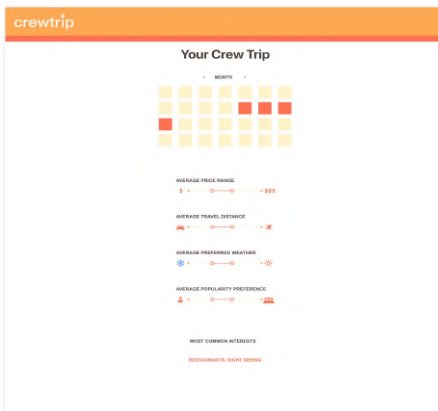 crewtrip
Your Crew Trip
MONTH
AVERAGE PRICE RANGE
$ $$$
AVERAGE TRAVEL DISTANCE
AVERAGE PREFERRED WEATHER
AVERAGE POPULARITY PREFERENCE
MOST COMMON INTERESTS
RESTAURANTS, SIGHT SEEING